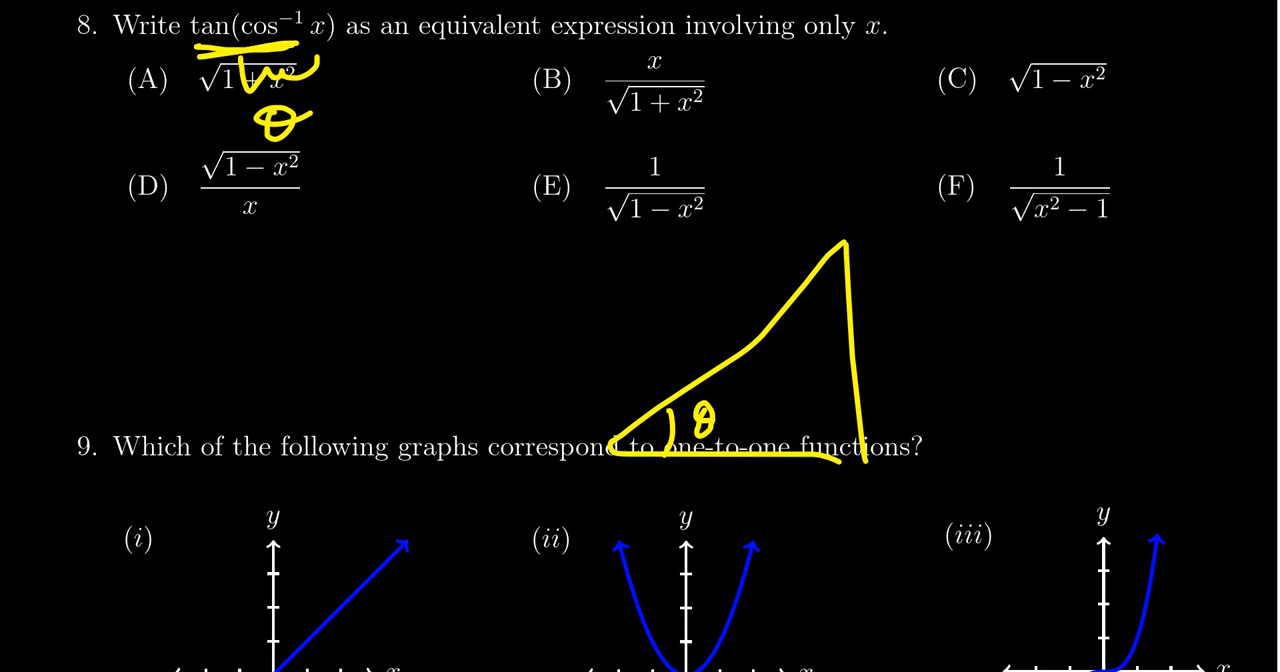 8. Write tan(cos⁻¹ x) as an equivalent expression involving only x.
(A) √(1 + x²) (B) x/√(1 + x²) (C) √(1 − x²)
θ
(D) √(1 − x²)/x (E) 1/√(1 − x²) (F) 1/√(x² − 1)
θ
9. Which of the following graphs correspond to one-to-one functions?
(i) y (ii) y (iii) y
x x x